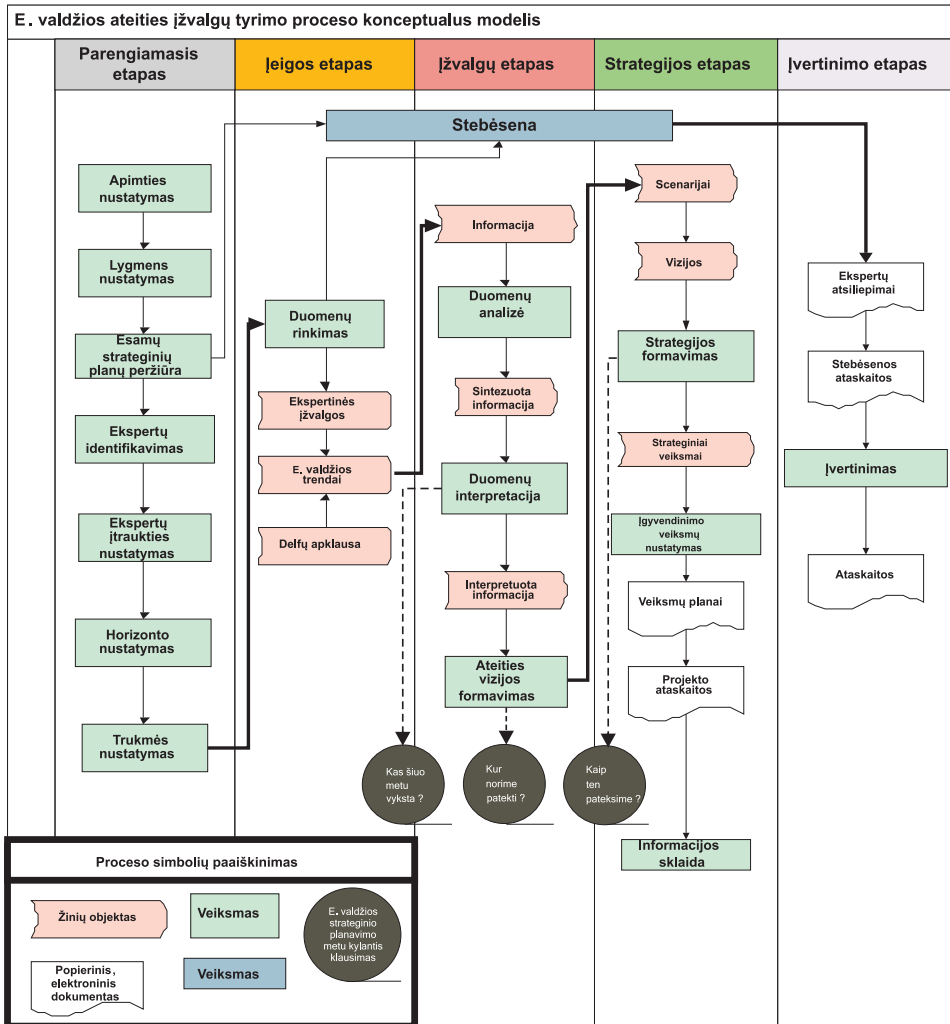 E. valdžios ateities įžvalgų tyrimo proceso konceptualus modelis
Parengiamasis
etapas
Įeigos etapas
Įžvalgų etapas
Strategijos etapas
Įvertinimo etapas
Stebėsena
Apimties
nustatymas
Lygmens
nustatymas
Esamų
strateginių
planų peržiūra
Ekspertų
identifikavimas
Ekspertų
įtraukties
nustatymas
Horizonto
nustatymas
Trukmės
nustatymas
Duomenų
rinkimas
Ekspertinės
įžvalgos
E. valdžios
trendai
Delfų apklausa
Informacija
Duomenų
analizė
Sintezuota
informacija
Duomenų
interpretacija
Interpretuota
informacija
Ateities
vizijos
formavimas
Kas šiuo
metu
vyksta ?
Kur
norime
patekti ?
Kaip
ten
pateksime ?
Scenarijai
Vizijos
Strategijos
formavimas
Strateginiai
veiksmai
Įgyvendinimo
veiksmų
nustatymas
Veiksmų planai
Projekto
ataskaitos
Informacijos
sklaida
Ekspertų
atsiliepimai
Stebėsenos
ataskaitos
Įvertinimas
Ataskaitos
Proceso simbolių paaiškinimas
Žinių objektas
Veiksmas
E. valdžios
strateginio
planavimo
metu kylantis
klausimas
Popierinis,
elektroninis
dokumentas
Veiksmas